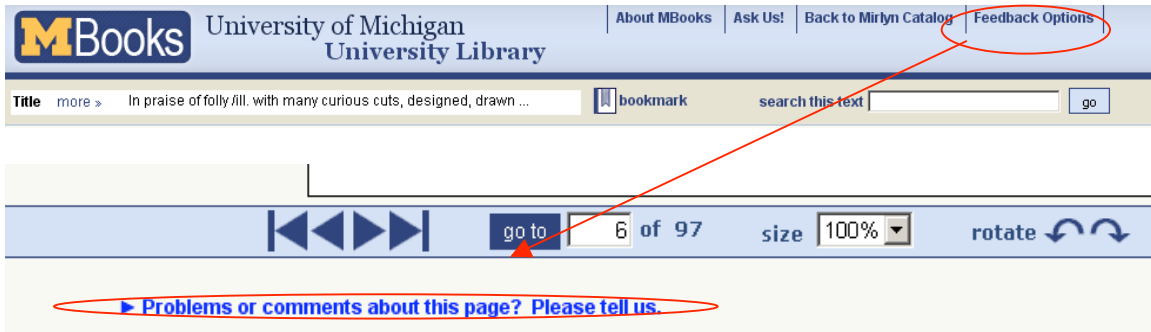 MBooks University of Michigan University Library
About MBooks Ask Us! Back to Mirlyn Catalog Feedback Options
Title more » In praise of folly /ill. with many curious cuts, designed, drawn ... bookmark search this text go
go to 6 of 97 size 100% rotate
► Problems or comments about this page? Please tell us.